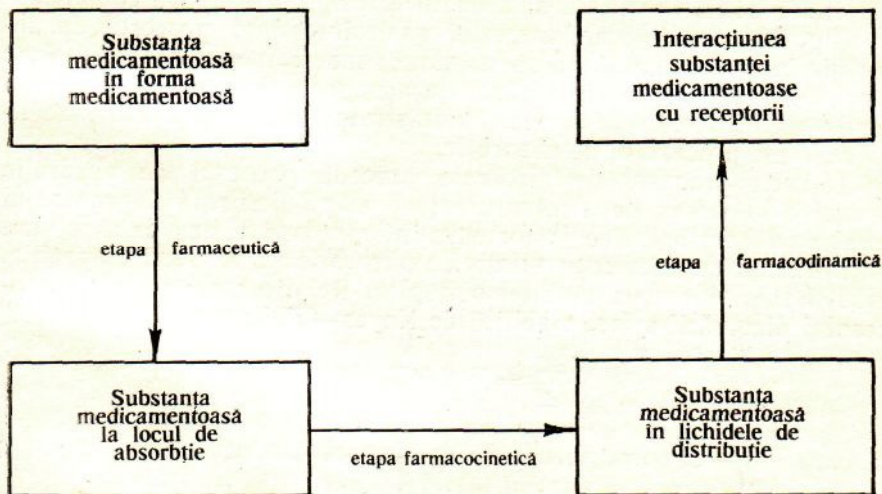 Substanța
medicamentoasă
în forma
medicamentoasă
Interacțiunea
substanței
medicamentoase
cu receptorii
etapa farmaceutică
etapa farmacodinamică
Substanța
medicamentoasă
la locul de
absorbție
etapa farmacocinetică
Substanța
medicamentoasă
în lichidele de
distribuție